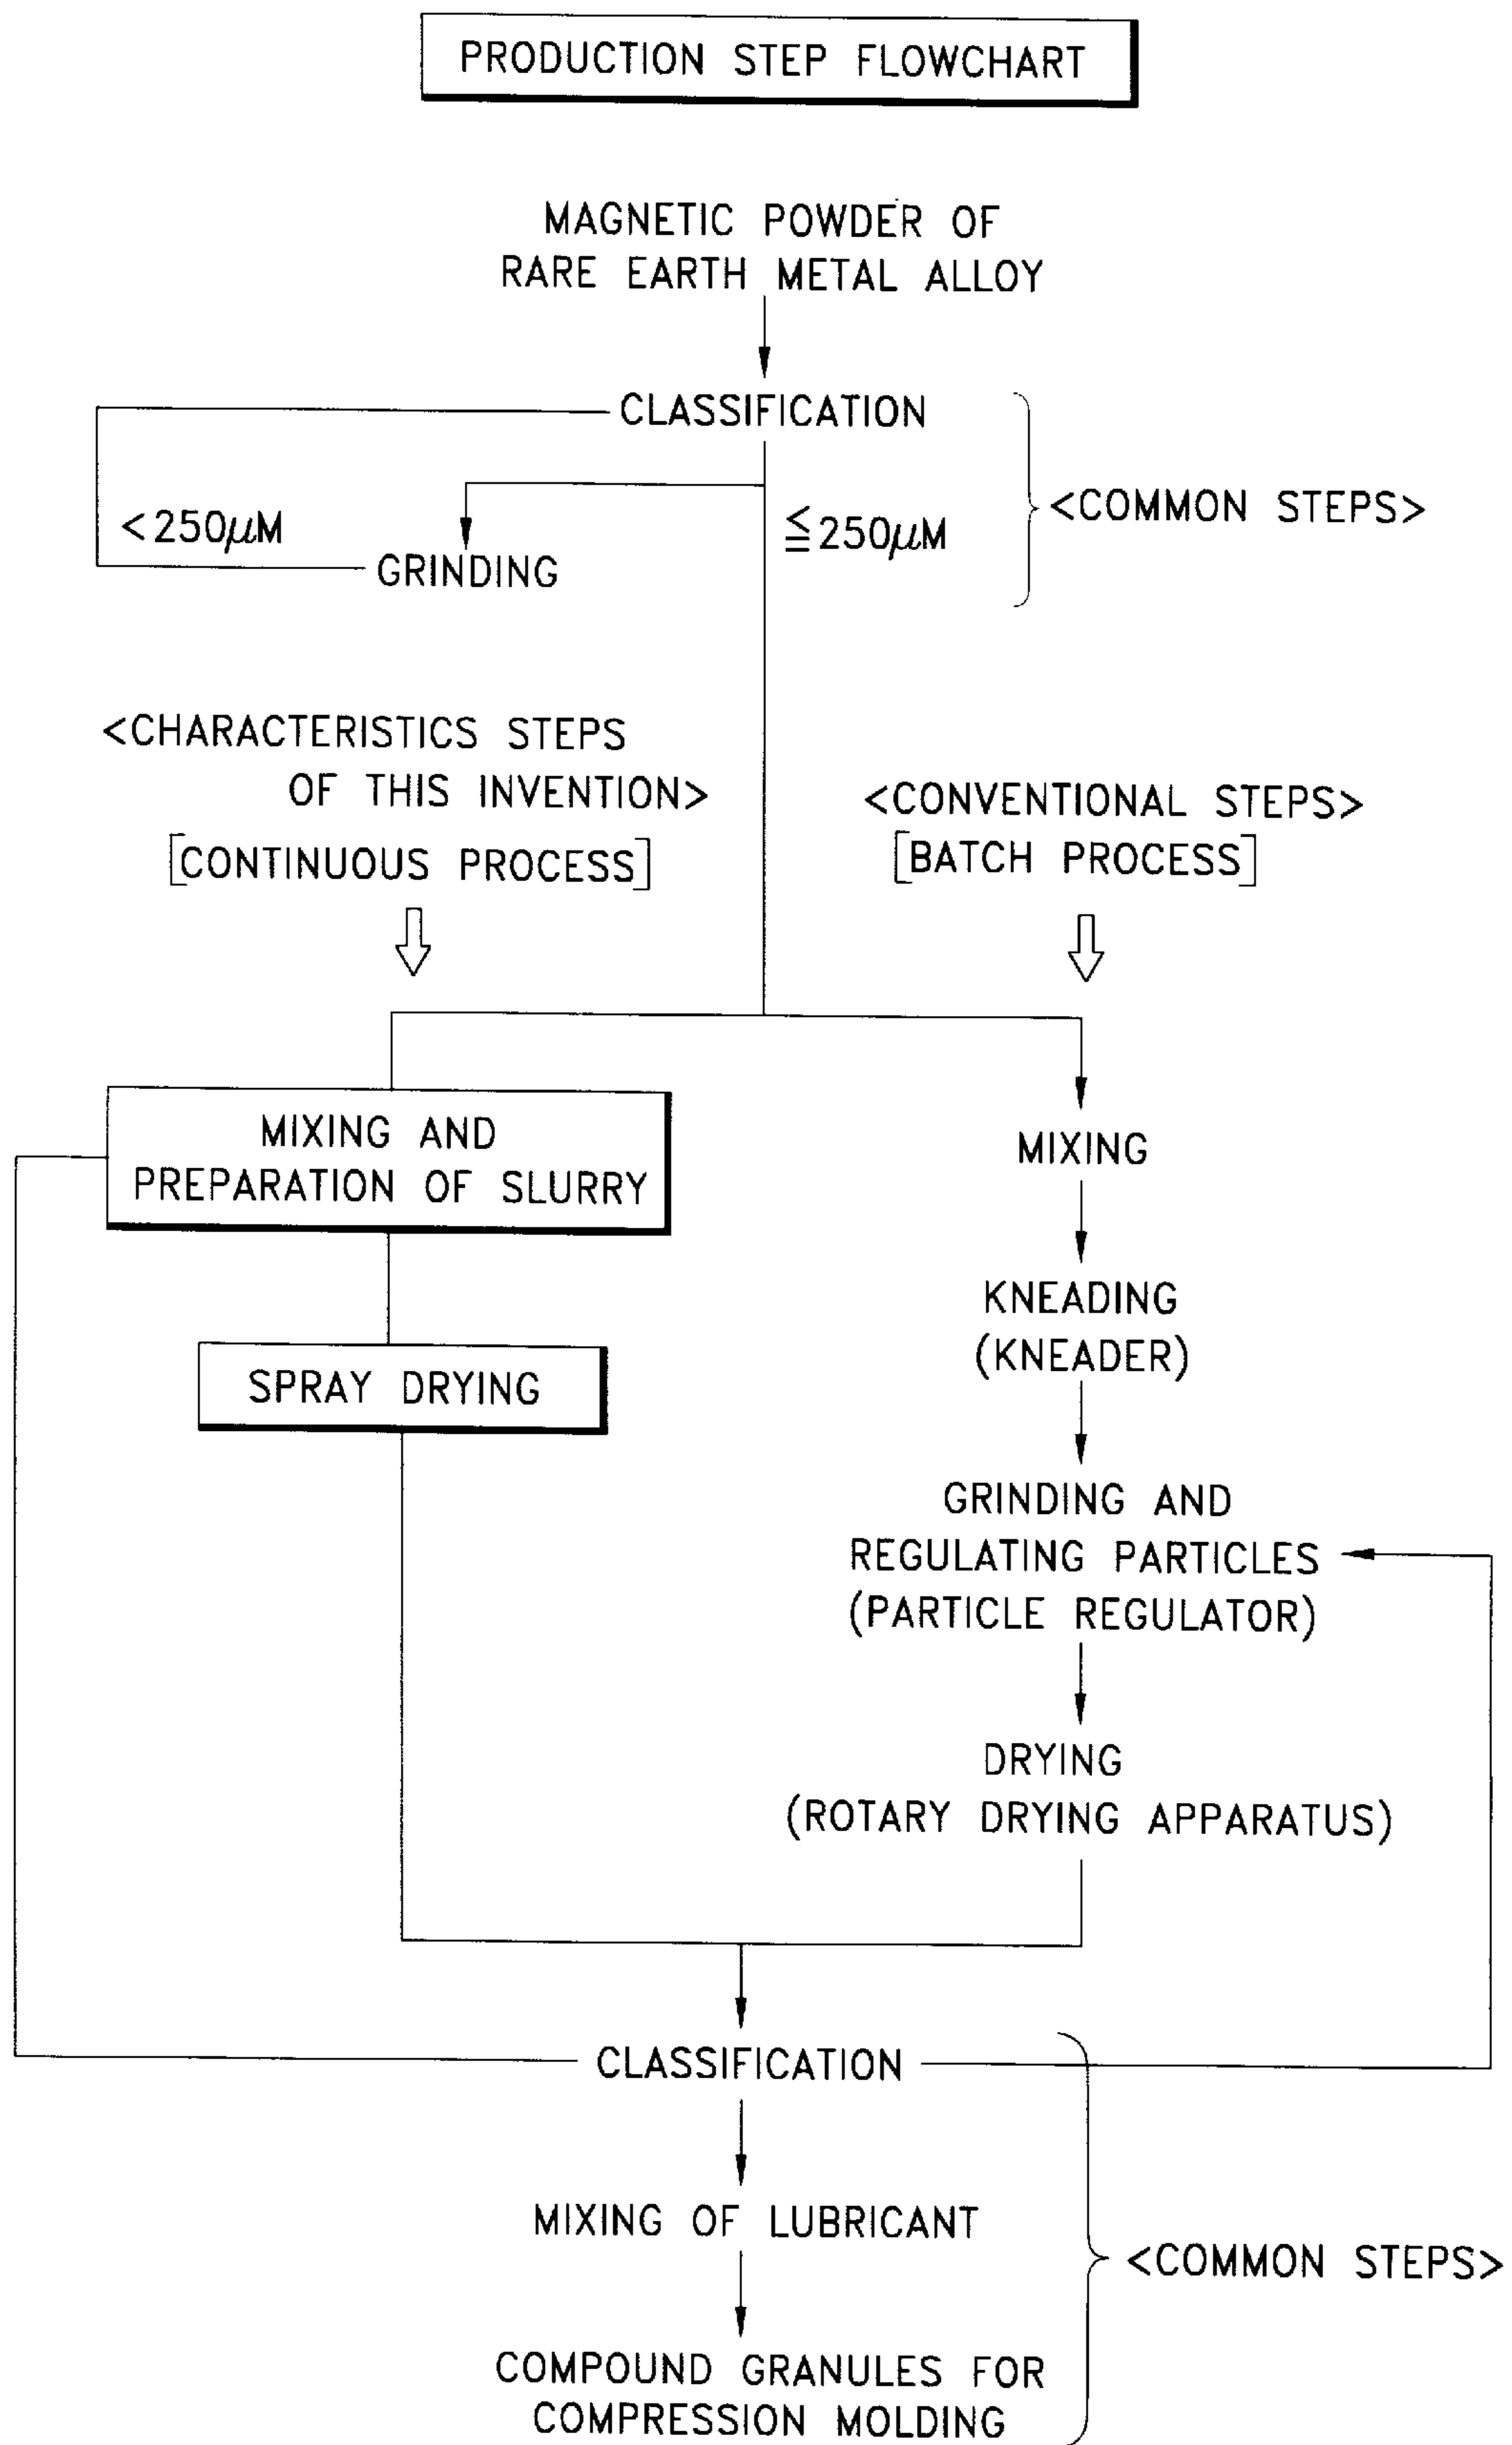 PRODUCTION STEP FLOWCHART
MAGNETIC POWDER OF
RARE EARTH METAL ALLOY
CLASSIFICATION
<250μM
≦250μM
<COMMON STEPS>
GRINDING
<CHARACTERISTICS STEPS
OF THIS INVENTION>
[CONTINUOUS PROCESS]
<CONVENTIONAL STEPS>
[BATCH PROCESS]
MIXING AND
PREPARATION OF SLURRY
SPRAY DRYING
MIXING
KNEADING
(KNEADER)
GRINDING AND
REGULATING PARTICLES
(PARTICLE REGULATOR)
DRYING
(ROTARY DRYING APPARATUS)
CLASSIFICATION
MIXING OF LUBRICANT
<COMMON STEPS>
COMPOUND GRANULES FOR
COMPRESSION MOLDING